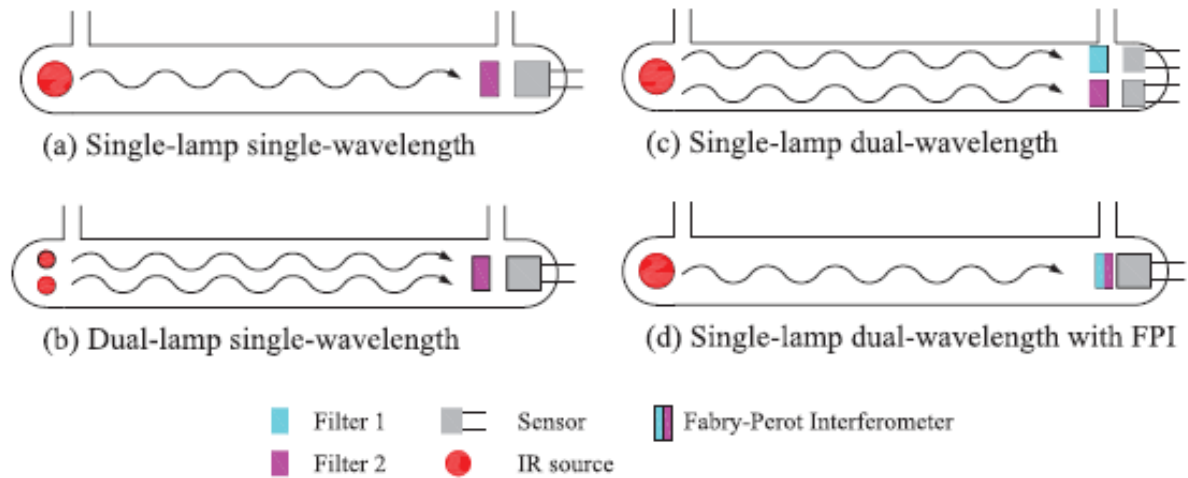 (a) Single-lamp single-wavelength
(c) Single-lamp dual-wavelength
(b) Dual-lamp single-wavelength
(d) Single-lamp dual-wavelength with FPI
Filter 1
Sensor
Fabry-Perot Interferometer
Filter 2
IR source